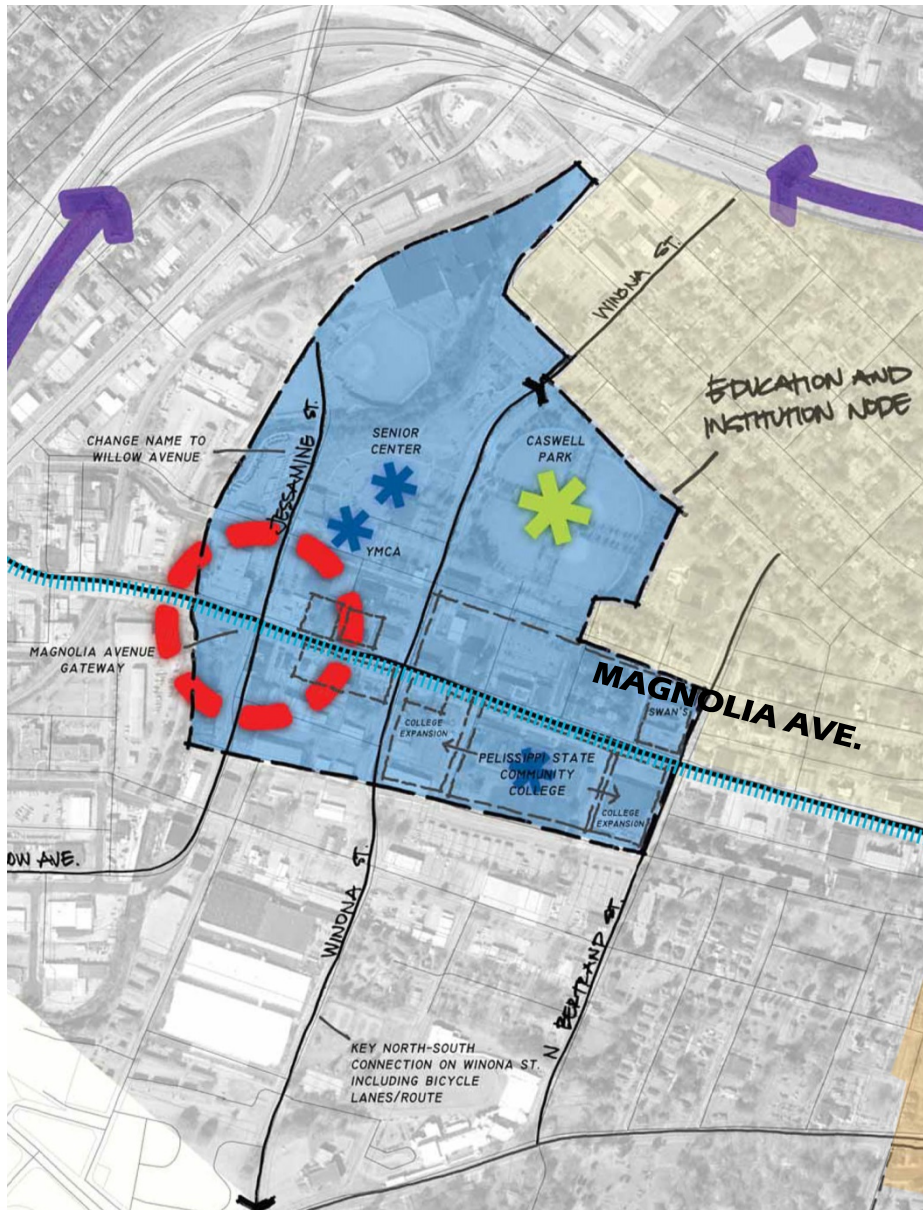 WINONA ST.
EDUCATION AND
INSTITUTION NODE
CHANGE NAME TO
WILLOW AVENUE
JESSAMINE ST.
SENIOR
CENTER
CASWELL
PARK
YMCA
MAGNOLIA AVENUE
GATEWAY
MAGNOLIA AVE.
SWAN'S
COLLEGE
EXPANSION
PELISSIPPI STATE
COMMUNITY
COLLEGE
COLLEGE
EXPANSION
OW AVE.
WINONA ST.
N BERTRAND ST.
KEY NORTH-SOUTH
CONNECTION ON WINONA ST.
INCLUDING BICYCLE
LANES/ROUTE